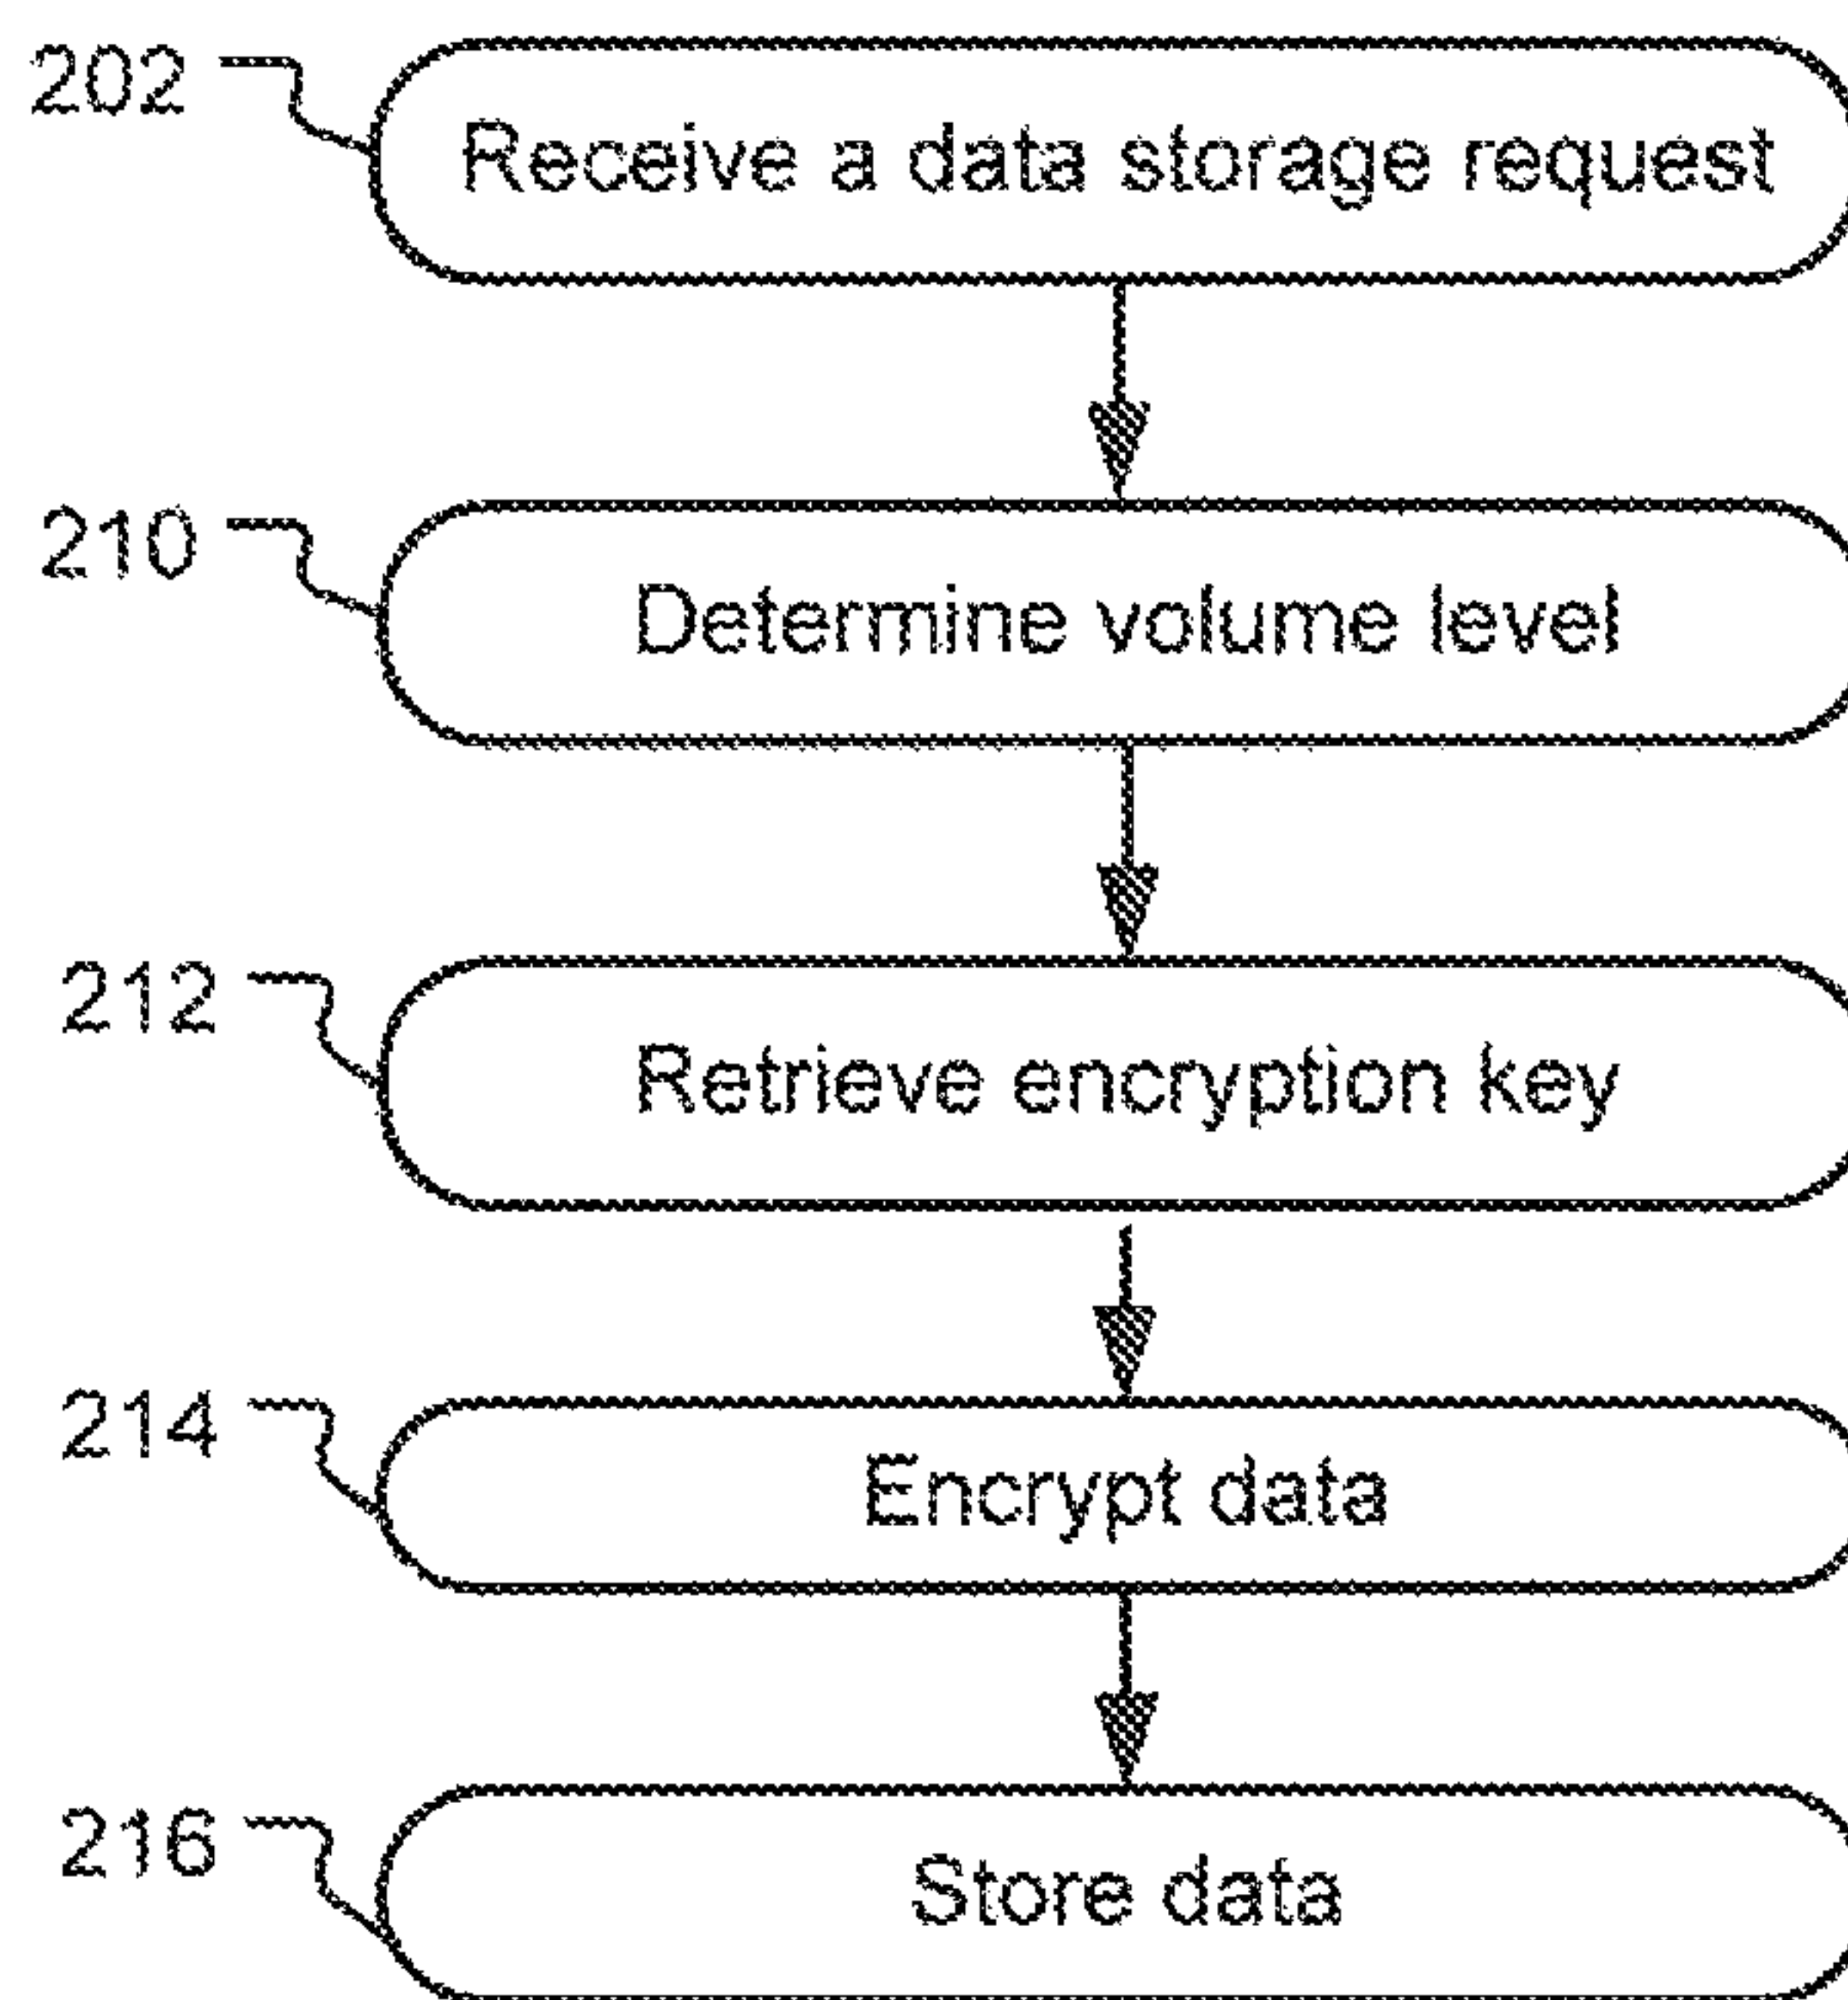 202 Receive a data storage request
210 Determine volume level
212 Retrieve encryption key
214 Encrypt data
216 Store data